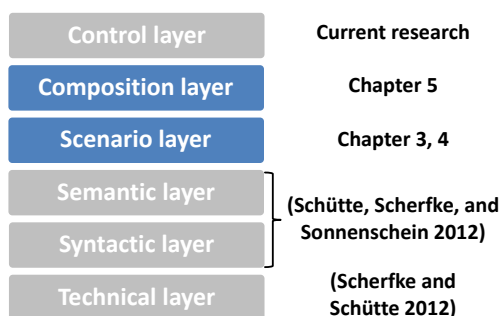 Control layer
Current research
Composition layer
Chapter 5
Scenario layer
Chapter 3, 4
Semantic layer
Syntactic layer
(Schütte, Scherfke, and
Sonnenschein 2012)
Technical layer
(Scherfke and
Schütte 2012)